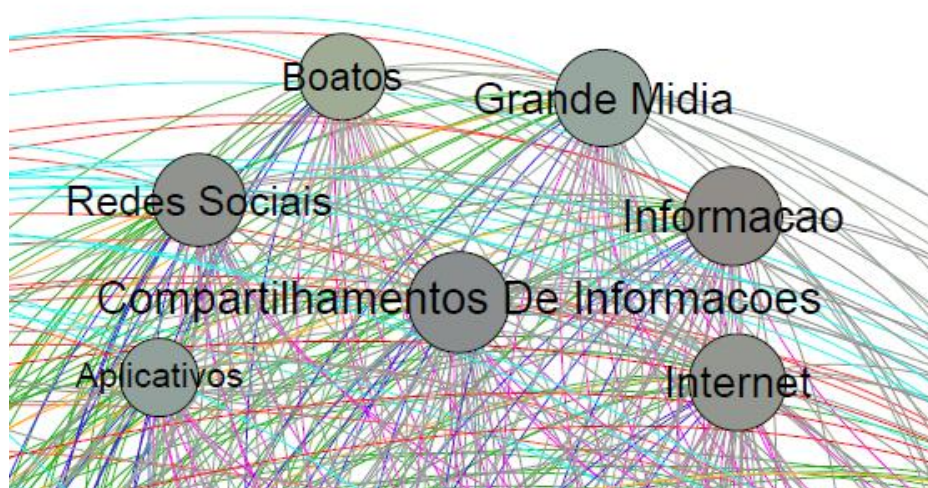 Boatos
Grande Midia
Redes Sociais
Informacao
Compartilhamentos De Informacoes
Aplicativos
Internet